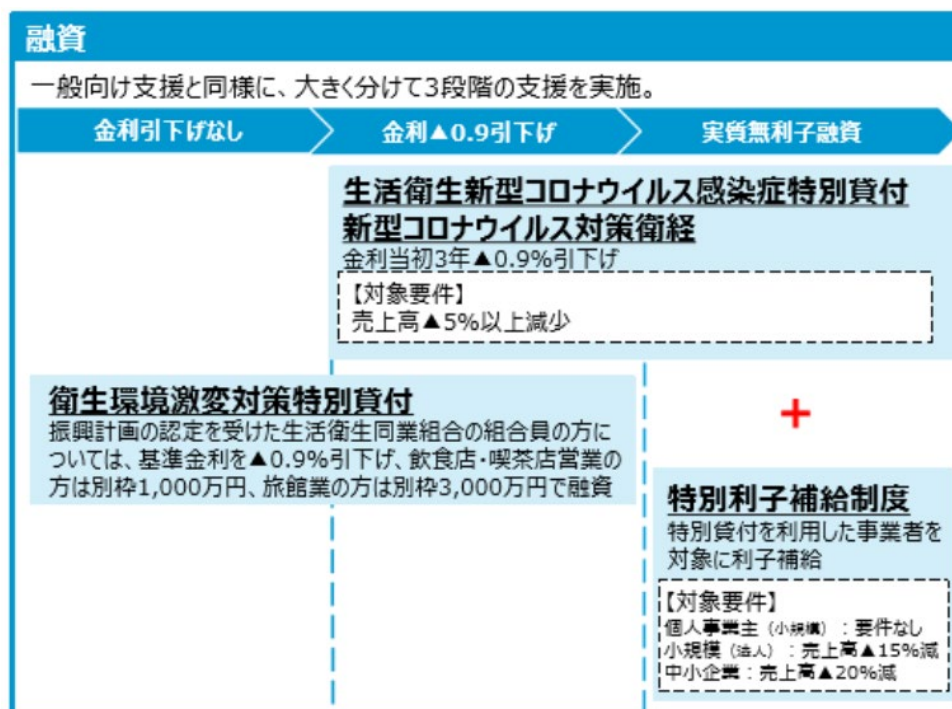 融資
一般向け支援と同様に、大きく分けて3段階の支援を実施。
金利引下げなし
金利▲0.9引下げ
実質無利子融資
生活衛生新型コロナウイルス感染症特別貸付
新型コロナウイルス対策衛経
金利当初3年▲0.9%引下げ
【対象要件】
売上高▲5%以上減少
衛生環境激変対策特別貸付
振興計画の認定を受けた生活衛生同業組合の組合員の方に
ついては、基準金利を▲0.9%引下げ、飲食店・喫茶店営業の
方は別枠1,000万円、旅館業の方は別枠3,000万円で融資
+
特別利子補給制度
特別貸付を利用した事業者を
対象に利子補給
【対象要件】
個人事業主（小規模）：要件なし
小規模（法人）：売上高▲15%減
中小企業：売上高▲20%減